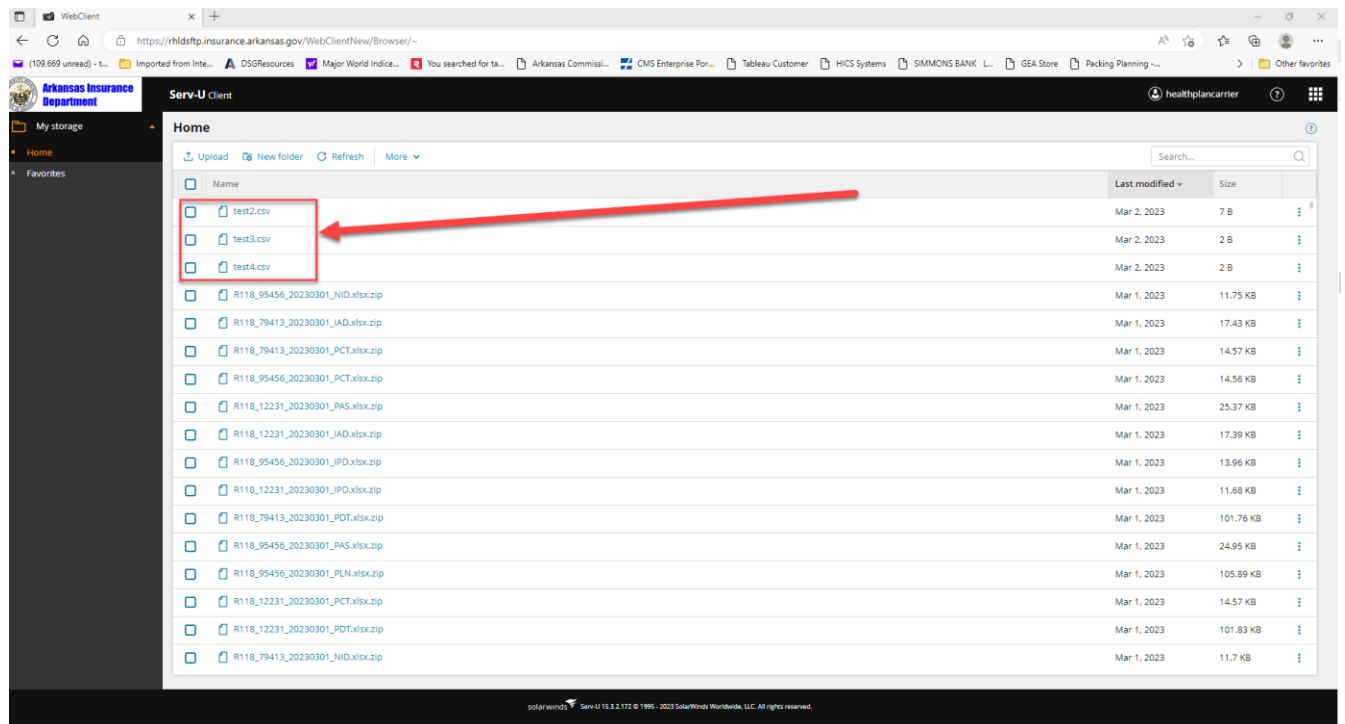 WebClient
https://rhldsftp.insurance.arkansas.gov/WebClientNew/Browser/~
(109,669 unread) - t... Imported from Inte... DSGResources Major World Indice... You searched for ta... Arkansas Commissi... CMS Enterprise Por... Tableau Customer HICS Systems SIMMONS BANK L... GEA Store Packing Planning -... Other favorites
Arkansas Insurance
Department
Serv-U Client
healthplancarrier
My storage
Home
Favorites
Home
Upload New folder Refresh More Search...
Name Last modified Size
test2.csv Mar 2, 2023 7 B
test3.csv Mar 2, 2023 2 B
test4.csv Mar 2, 2023 2 B
R118_95456_20230301_NID.xlsx.zip Mar 1, 2023 11.75 KB
R118_79413_20230301_IAD.xlsx.zip Mar 1, 2023 17.43 KB
R118_79413_20230301_PCT.xlsx.zip Mar 1, 2023 14.57 KB
R118_95456_20230301_PCT.xlsx.zip Mar 1, 2023 14.56 KB
R118_12231_20230301_PAS.xlsx.zip Mar 1, 2023 25.37 KB
R118_12231_20230301_IAD.xlsx.zip Mar 1, 2023 17.39 KB
R118_95456_20230301_IPD.xlsx.zip Mar 1, 2023 13.96 KB
R118_12231_20230301_IPD.xlsx.zip Mar 1, 2023 11.68 KB
R118_79413_20230301_PDT.xlsx.zip Mar 1, 2023 101.76 KB
R118_95456_20230301_PAS.xlsx.zip Mar 1, 2023 24.95 KB
R118_95456_20230301_PLN.xlsx.zip Mar 1, 2023 105.89 KB
R118_12231_20230301_PCT.xlsx.zip Mar 1, 2023 14.57 KB
R118_12231_20230301_PDT.xlsx.zip Mar 1, 2023 101.83 KB
R118_79413_20230301_NID.xlsx.zip Mar 1, 2023 11.7 KB
solarwinds Serv-U 15.3.2.172 © 1995 - 2023 SolarWinds Worldwide, LLC. All rights reserved.